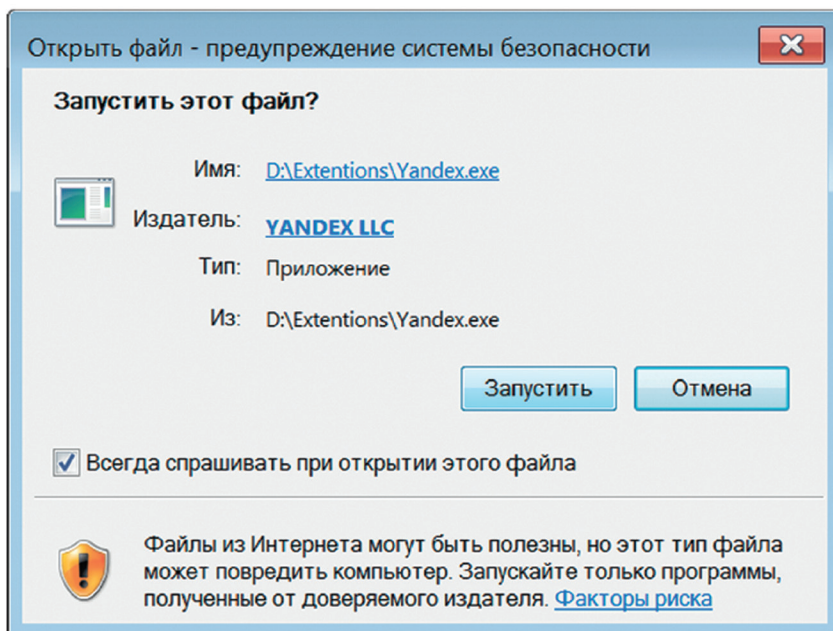 Открыть файл - предупреждение системы безопасности
Запустить этот файл?
Имя: D:\Extentions\Yandex.exe
Издатель: YANDEX LLC
Тип: Приложение
Из: D:\Extentions\Yandex.exe
Запустить Отмена
Всегда спрашивать при открытии этого файла
Файлы из Интернета могут быть полезны, но этот тип файла
может повредить компьютер. Запускайте только программы,
полученные от доверяемого издателя. Факторы риска